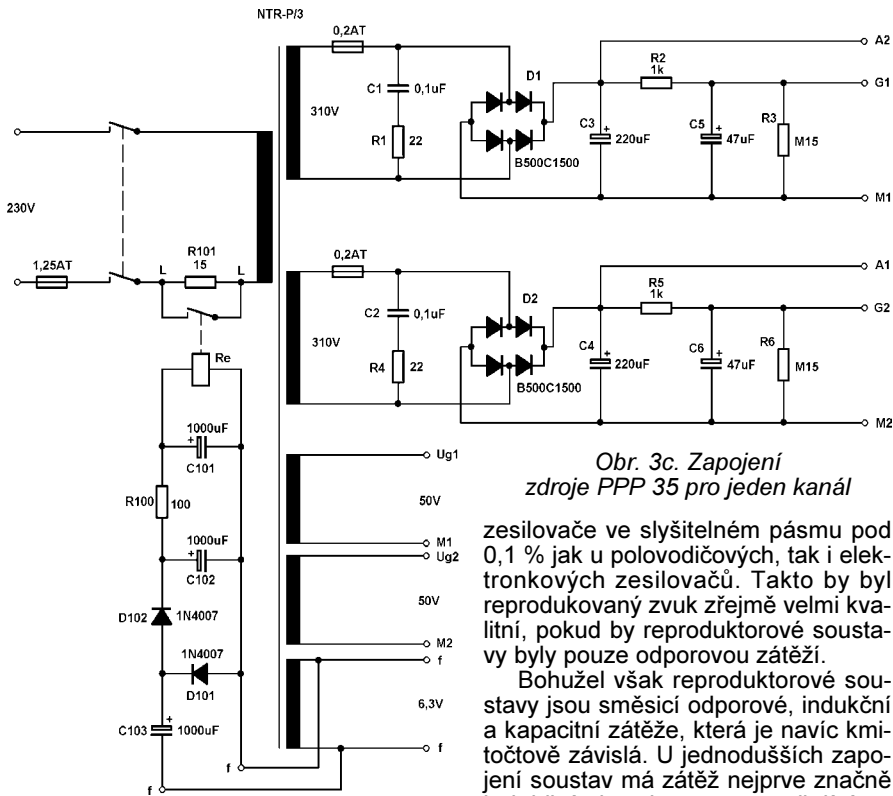 NTR-P/3
0,2AT
C1 0,1uF
R1 22
310V
D1
B500C1500
C3
+
220uF
R2
1k
C5
+
47uF
R3
M15
A2
G1
M1
230V
1,25AT
L
R101
15
L
Re
0,2AT
C2 0,1uF
R4 22
310V
D2
B500C1500
C4
+
220uF
R5
1k
C6
+
47uF
R6
M15
A1
G2
M2
1000uF
+
C101
R100
100
1000uF
+
C102
D102 1N4007
1N4007
D101
+
C103 1000uF
f
f
Ug1
50V
M1
Ug2
50V
M2
f
6,3V
f
Obr. 3c. Zapojení
zdroje PPP 35 pro jeden kanál
zesilovače ve slyšitelném pásmu pod
0,1 % jak u polovodičových, tak i elek-
tronkových zesilovačů. Takto by byl
reprodukovaný zvuk zřejmě velmi kva-
litní, pokud by reproduktorové sousta-
vy byly pouze odporovou zátěží.
Bohužel však reproduktorové sou-
stavy jsou směsicí odporové, indukční
a kapacitní zátěže, která je navíc kmi-
točtově závislá. U jednodušších zapo-
jení soustav má zátěž nejprve značně